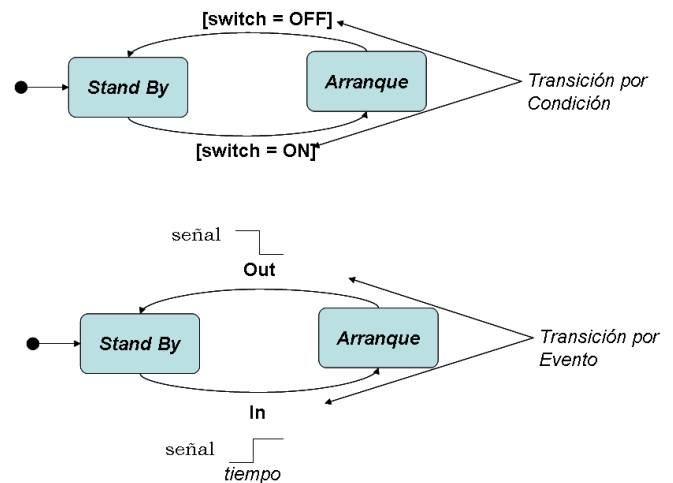 [switch = OFF]
Stand By
Arranque
Transición por
Condición
[switch = ON]
señal
Out
Stand By
Arranque
Transición por
Evento
In
señal
tiempo